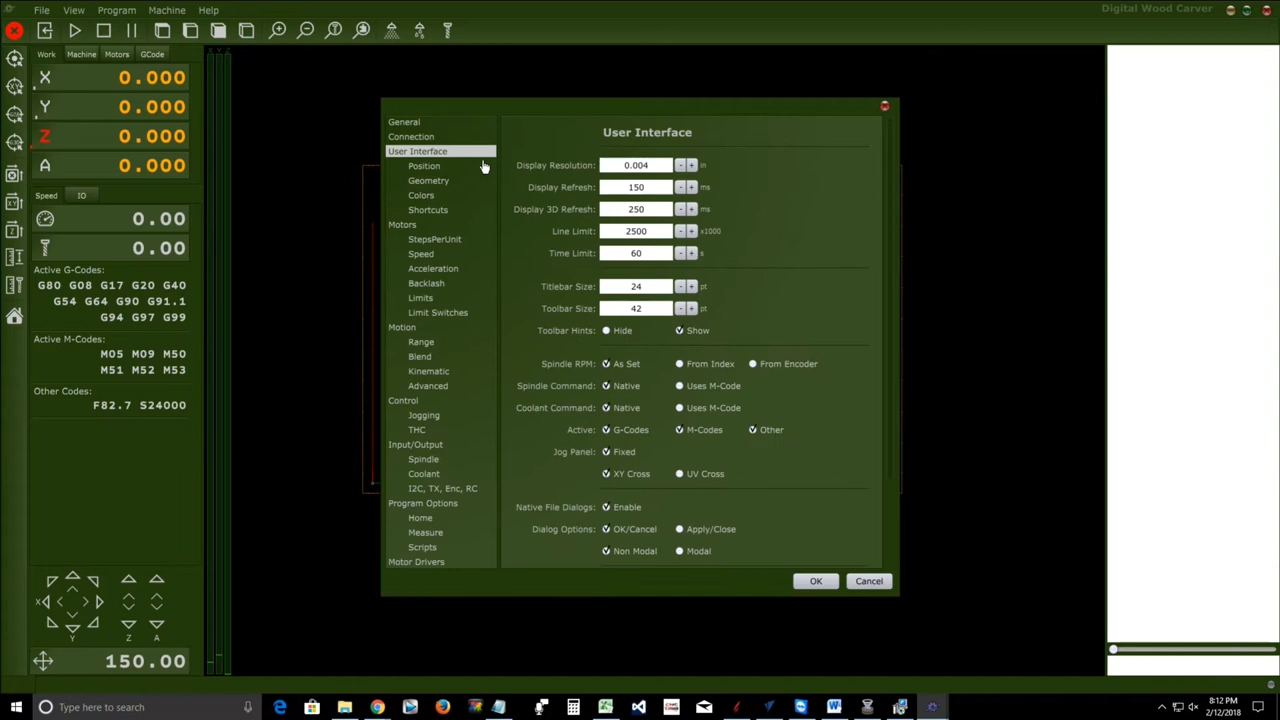 File View Program Machine Help
Digital Wood Carver
Work Machine Motors GCode
X 0.000
Y 0.000
Z 0.000
A 0.000
Speed IO
0.00
0.00
Active G-Codes:
G80 G08 G17 G20 G40
G54 G64 G90 G91.1
G94 G97 G99
Active M-Codes:
M05 M09 M50
M51 M52 M53
Other Codes:
F82.7 S24000
X
Y Z A
150.00
X Y Z
General
Connection
User Interface
Position
Geometry
Colors
Shortcuts
Motors
StepsPerUnit
Speed
Acceleration
Backlash
Limits
Limit Switches
Motion
Range
Blend
Kinematic
Advanced
Control
Jogging
THC
Input/Output
Spindle
Coolant
I2C, TX, Enc, RC
Program Options
Home
Measure
Scripts
Motor Drivers
User Interface
Display Resolution: 0.004 - + in
Display Refresh: 150 - + ms
Display 3D Refresh: 250 - + ms
Line Limit: 2500 - + x1000
Time Limit: 60 - + s
Titlebar Size: 24 - + pt
Toolbar Size: 42 - + pt
Toolbar Hints: Hide Show
Spindle RPM: As Set From Index From Encoder
Spindle Command: Native Uses M-Code
Coolant Command: Native Uses M-Code
Active: G-Codes M-Codes Other
Jog Panel: Fixed
XY Cross UV Cross
Native File Dialogs: Enable
Dialog Options: OK/Cancel Apply/Close
Non Modal Modal
OK Cancel
Type here to search
8:12 PM
2/12/2018